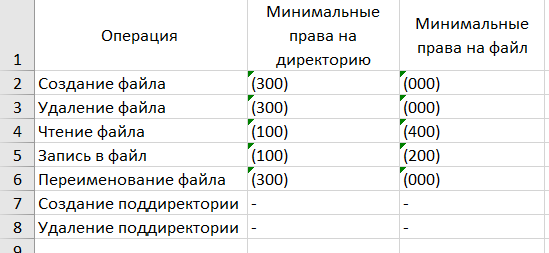 Операция
Минимальные
права на
директорию
Минимальные
права на файл
1
2 Создание файла (300) (000)
3 Удаление файла (300) (000)
4 Чтение файла (100) (400)
5 Запись в файл (100) (200)
6 Переименование файла (300) (000)
7 Создание поддиректории - -
8 Удаление поддиректории - -
9